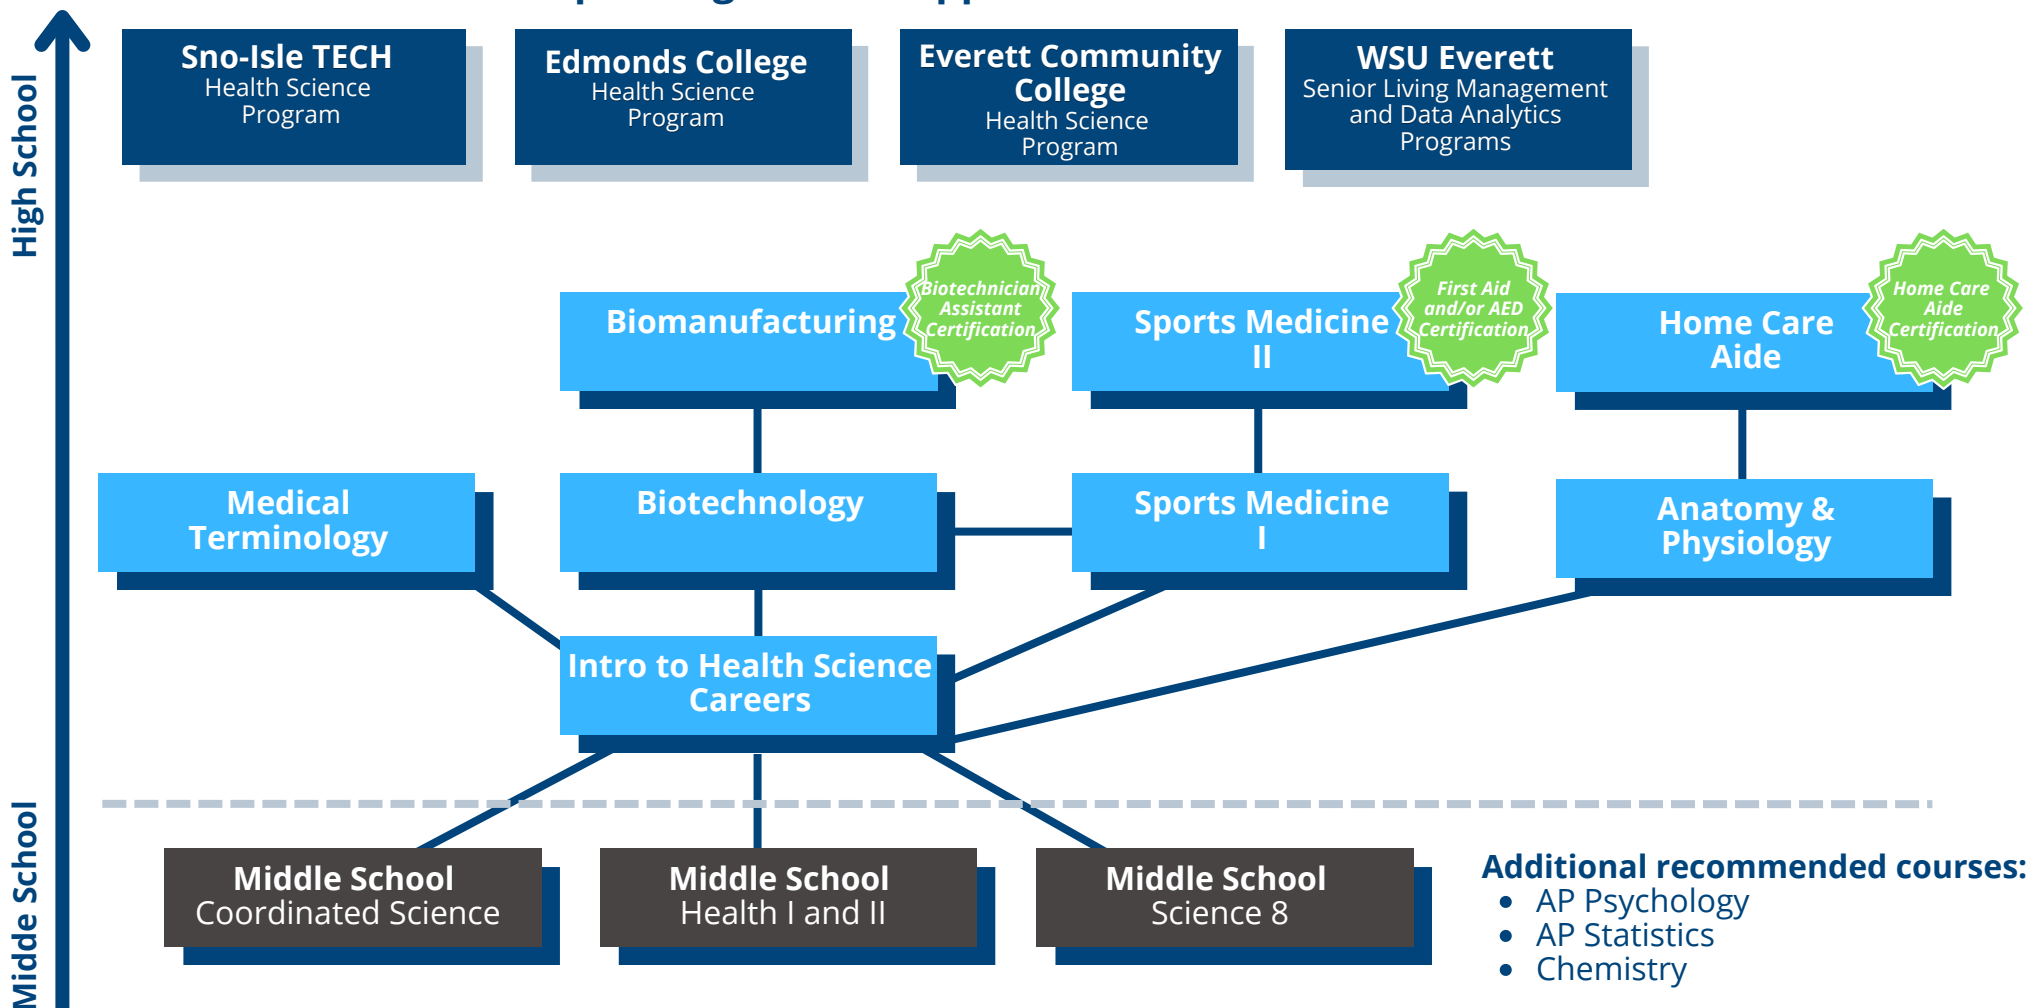 High School
Sno-Isle TECH
Health Science
Program
Edmonds College
Health Science
Program
Everett Community
College
Health Science
Program
WSU Everett
Senior Living Management
and Data Analytics
Programs
Biomanufacturing
Biotechnician
Assistant
Certification
Sports Medicine
II
First Aid
and/or AED
Certification
Home Care
Aide
Home Care
Aide
Certification
Medical
Terminology
Biotechnology
Sports Medicine
I
Anatomy &
Physiology
Intro to Health Science
Careers
Midde School
Middle School
Coordinated Science
Middle School
Health I and II
Middle School
Science 8
Additional recommended courses:
• AP Psychology
• AP Statistics
• Chemistry